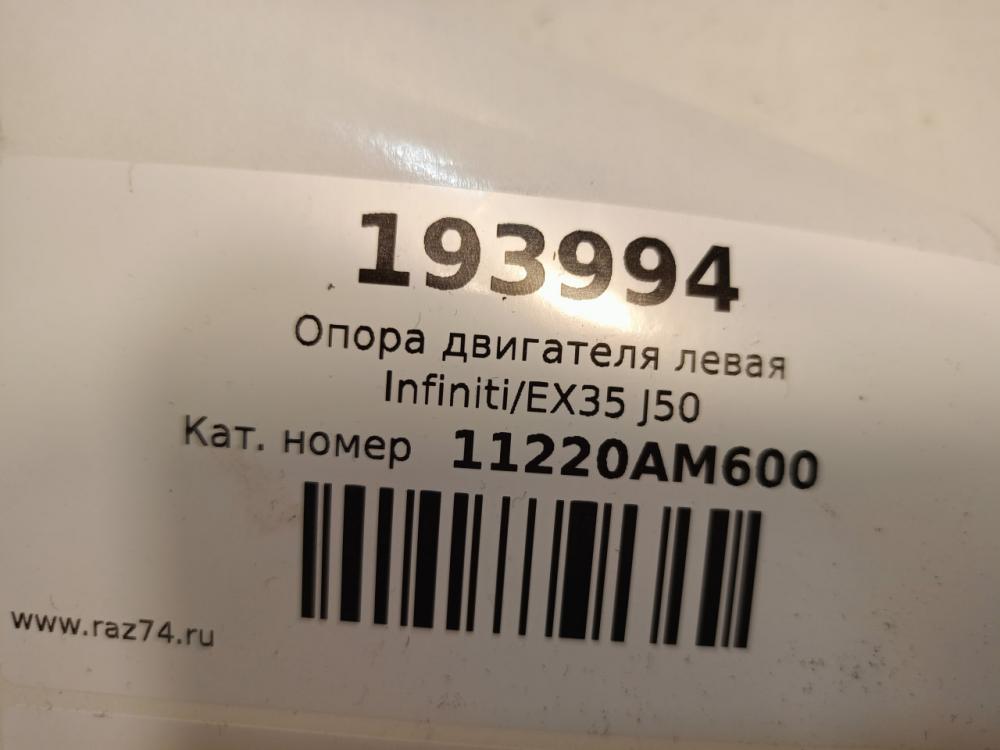 193994
Опора двигателя левая
Infiniti/EX35 J50
Кат. номер 11220AM600
www.raz74.ru